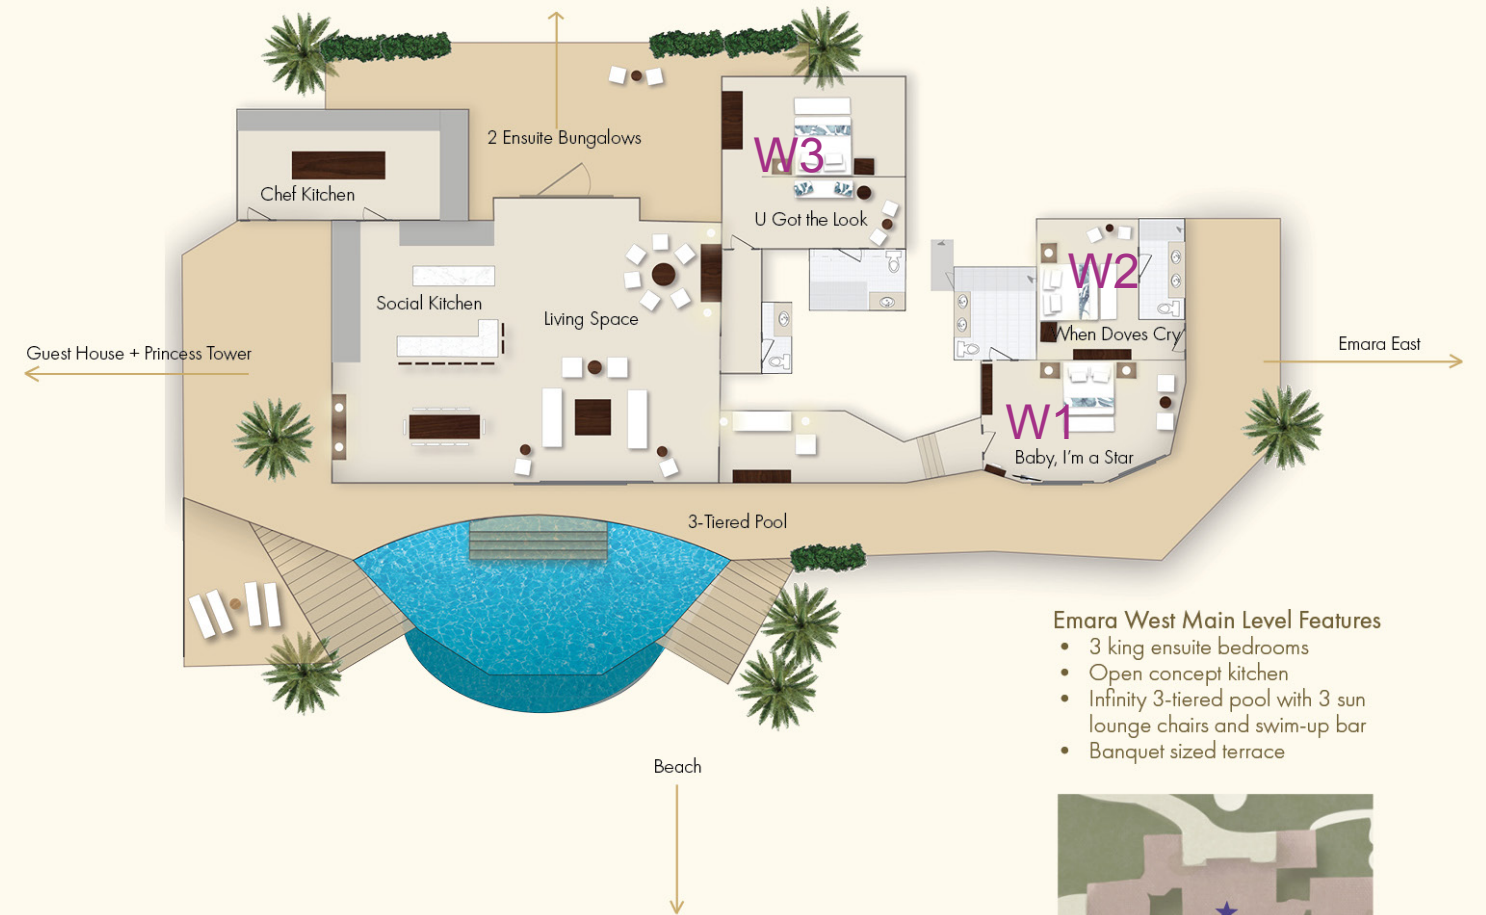 2 Ensuite Bungalows
W3
Chef Kitchen
U Got the Look
W2
Social Kitchen
Living Space
When Doves Cry
Guest House + Princess Tower
Emara East
W1
Baby, I'm a Star
3-Tiered Pool
Emara West Main Level Features
• 3 king ensuite bedrooms
• Open concept kitchen
• Infinity 3-tiered pool with 3 sun
lounge chairs and swim-up bar
• Banquet sized terrace
Beach